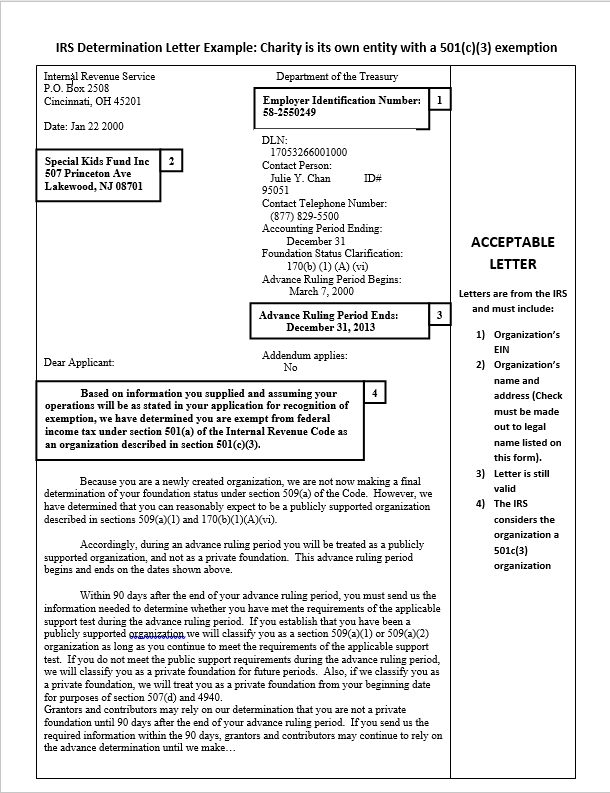 IRS Determination Letter Example: Charity is its own entity with a 501(c)(3) exemption
Internal Revenue Service
P.O. Box 2508
Cincinnati, OH 45201
Date: Jan 22 2000
Special Kids Fund Inc
507 Princeton Ave
Lakewood, NJ 08701
2
Department of the Treasury
Employer Identification Number:
58-2550249
1
DLN:
17053266001000
Contact Person:
Julie Y. Chan ID#
95051
Contact Telephone Number:
(877) 829-5500
Accounting Period Ending:
December 31
Foundation Status Clarification:
170(b) (1) (A) (vi)
Advance Ruling Period Begins:
March 7, 2000
Advance Ruling Period Ends:
December 31, 2013
3
Addendum applies:
No
Dear Applicant:
Based on information you supplied and assuming your
operations will be as stated in your application for recognition of
exemption, we have determined you are exempt from federal
income tax under section 501(a) of the Internal Revenue Code as
an organization described in section 501(c)(3).
4
Because you are a newly created organization, we are not now making a final
determination of your foundation status under section 509(a) of the Code. However, we
have determined that you can reasonably expect to be a publicly supported organization
described in sections 509(a)(1) and 170(b)(1)(A)(vi).
Accordingly, during an advance ruling period you will be treated as a publicly
supported organization, and not as a private foundation. This advance ruling period
begins and ends on the dates shown above.
Within 90 days after the end of your advance ruling period, you must send us the
information needed to determine whether you have met the requirements of the applicable
support test during the advance ruling period. If you establish that you have been a
publicly supported organization we will classify you as a section 509(a)(1) or 509(a)(2)
organization as long as you continue to meet the requirements of the applicable support
test. If you do not meet the public support requirements during the advance ruling period,
we will classify you as a private foundation for future periods. Also, if we classify you as
a private foundation, we will treat you as a private foundation from your beginning date
for purposes of section 507(d) and 4940.
Grantors and contributors may rely on our determination that you are not a private
foundation until 90 days after the end of your advance ruling period. If you send us the
required information within the 90 days, grantors and contributors may continue to rely on
the advance determination until we make…
ACCEPTABLE
LETTER
Letters are from the IRS
and must include:
1) Organization's
EIN
2) Organization's
name and
address (Check
must be made
out to legal
name listed on
this form).
3) Letter is still
valid
4) The IRS
considers the
organization a
501c(3)
organization